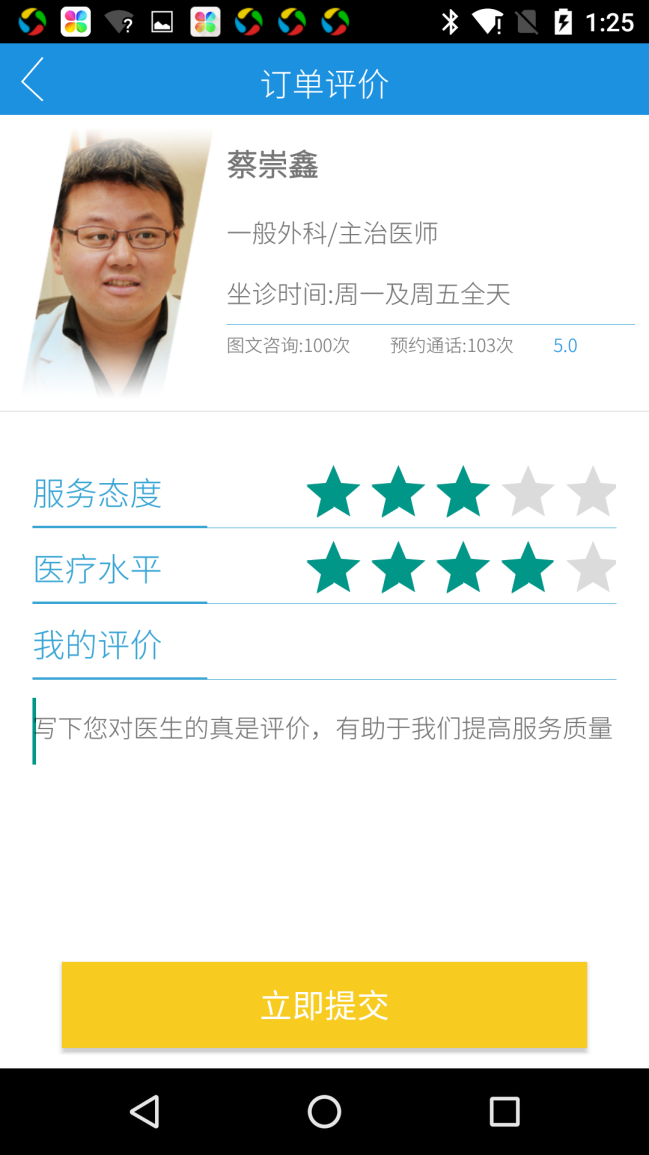 1:25
订单评价
蔡崇鑫
一般外科/主治医师
坐诊时间:周一及周五全天
图文咨询:100次 预约通话:103次 5.0
服务态度
医疗水平
我的评价
写下您对医生的真是评价，有助于我们提高服务质量
立即提交